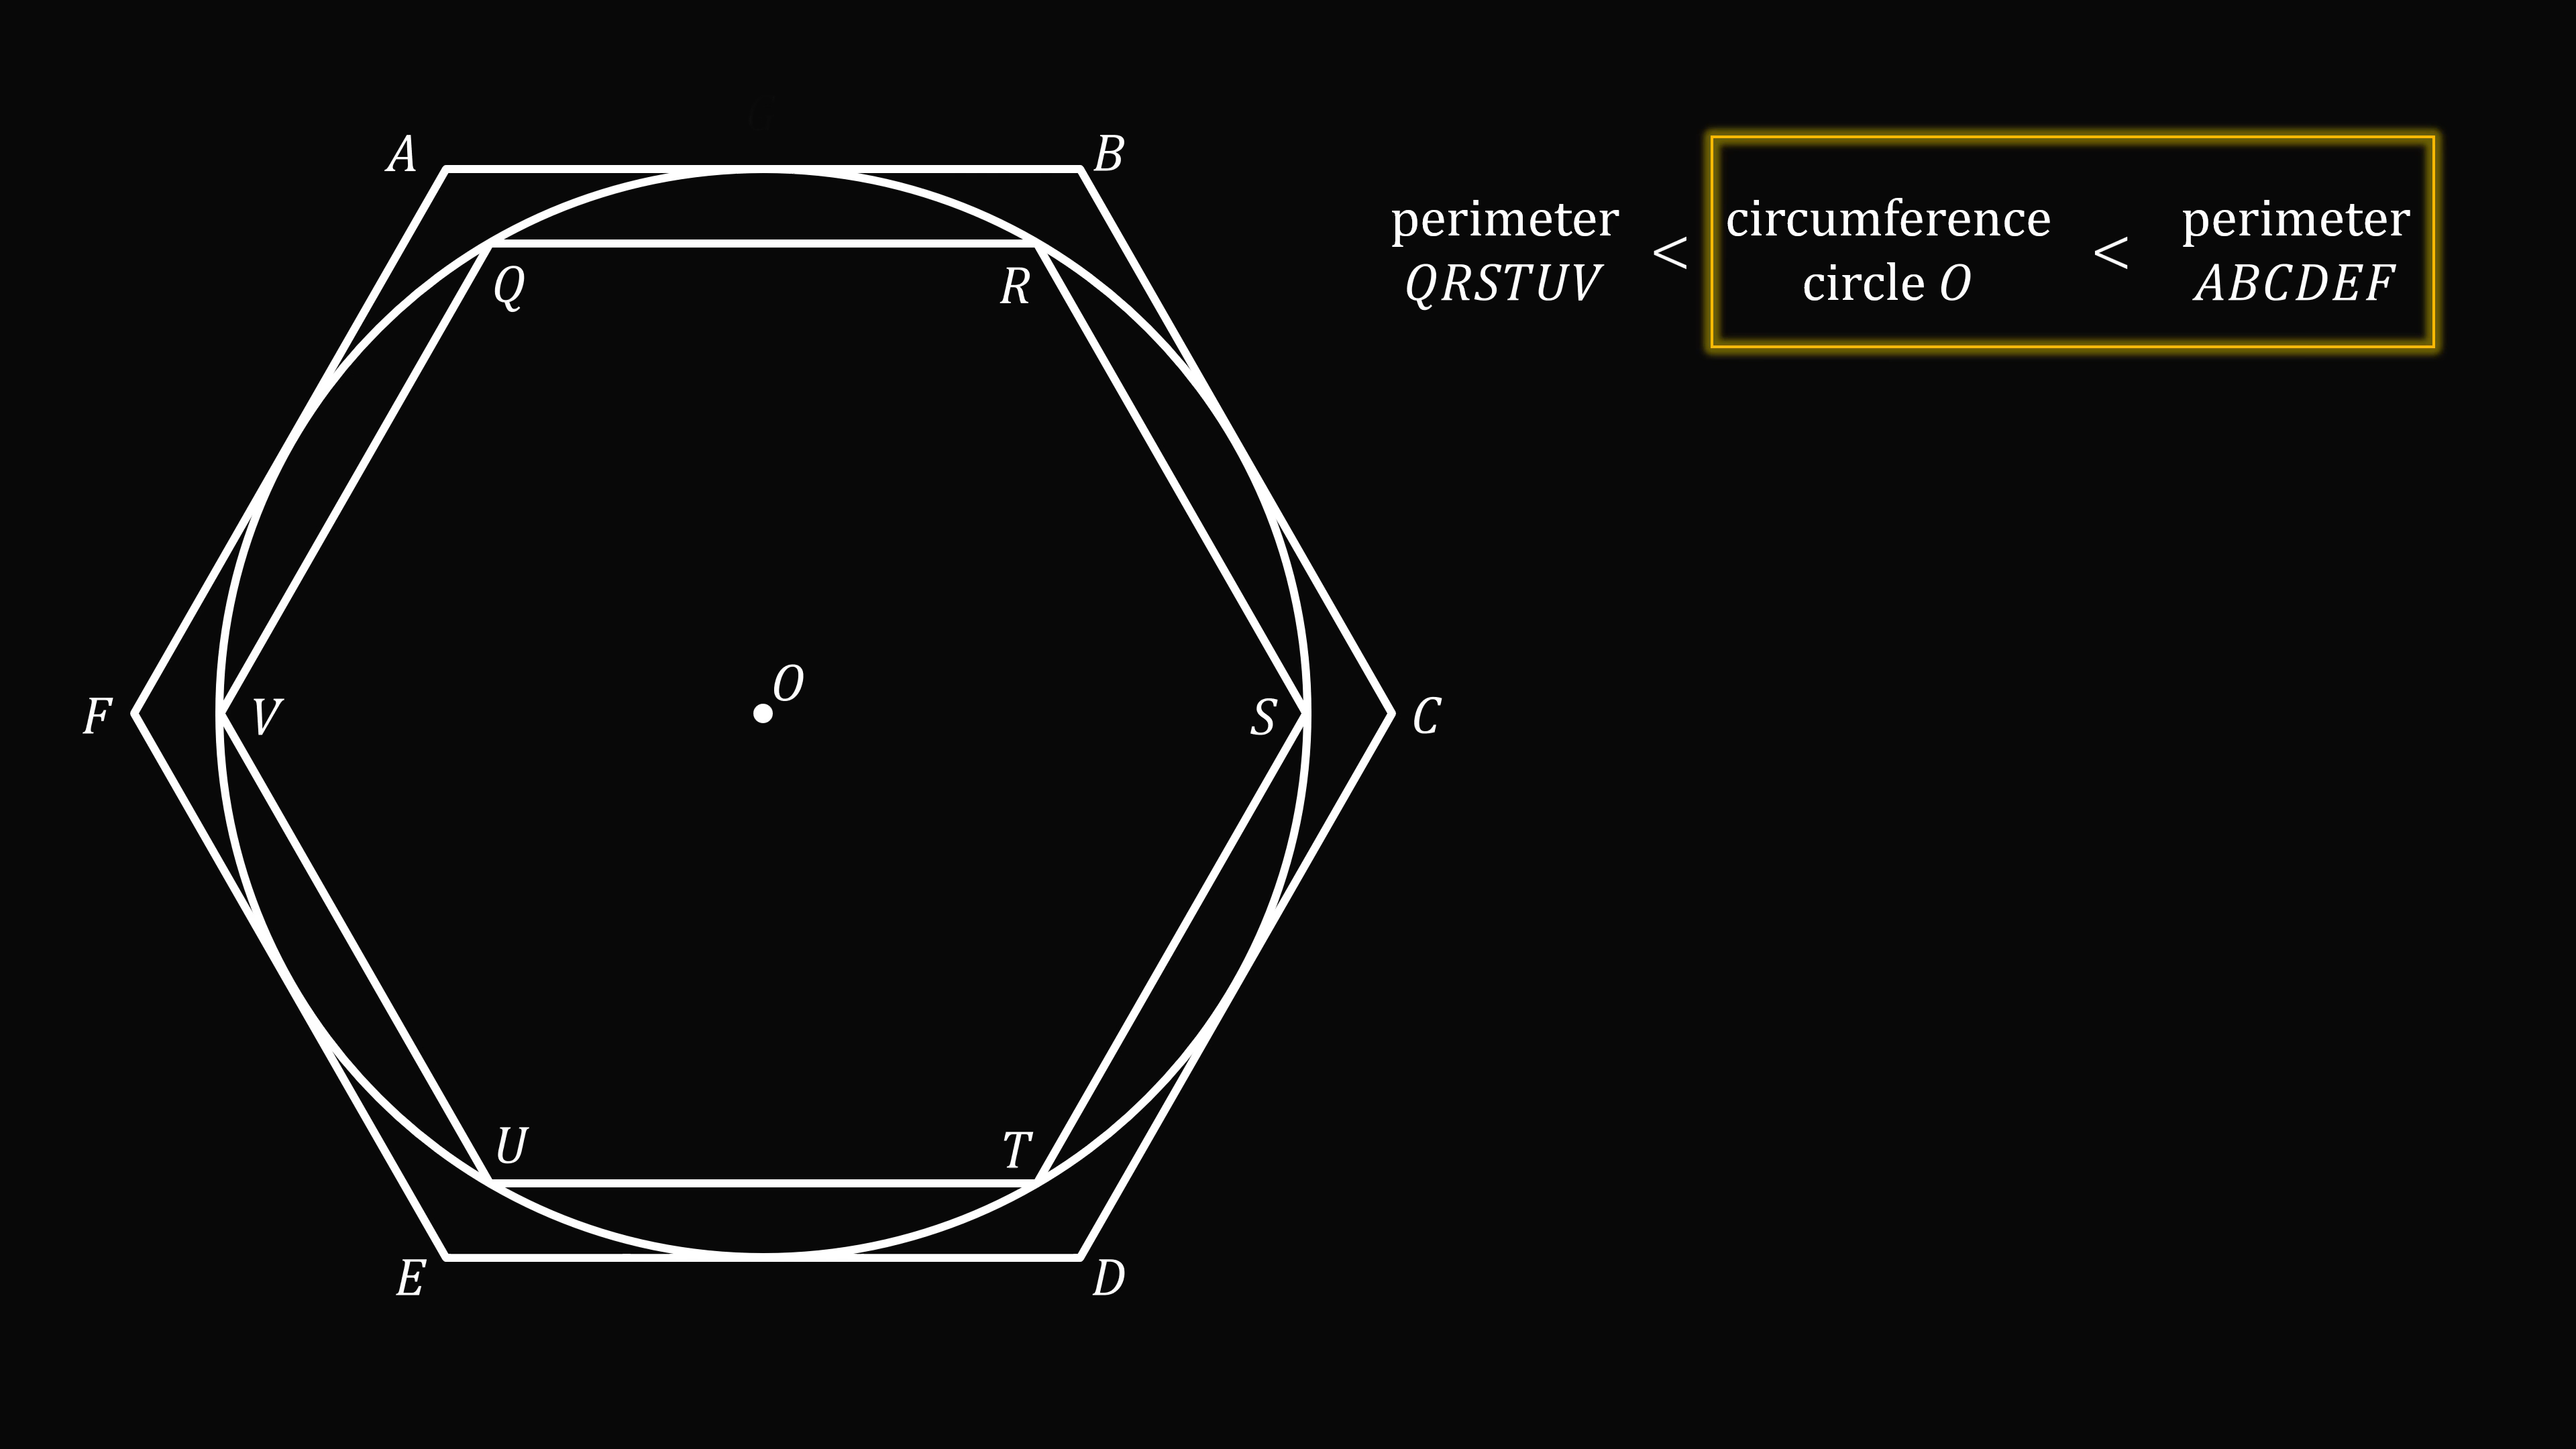 A
B
perimeter < circumference < perimeter
QRSTUV circle O ABCDEF
Q
R
O
F
V
S
C
U
T
E
D